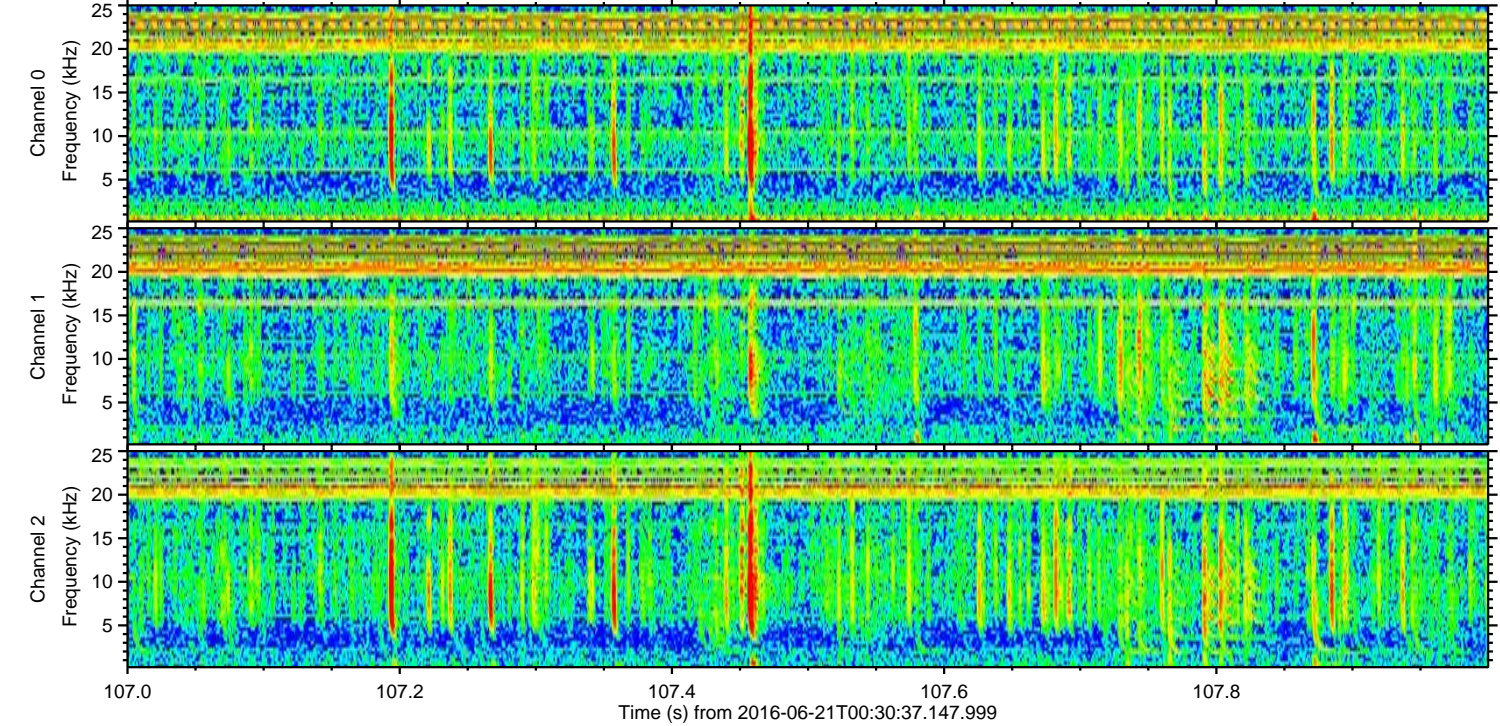 25
20
15
10
5
Channel 0
Frequency (kHz)
25
20
15
10
5
Channel 1
Frequency (kHz)
25
20
15
10
5
Channel 2
Frequency (kHz)
107.0 107.2 107.4 107.6 107.8
Time (s) from 2016-06-21T00:30:37.147.999